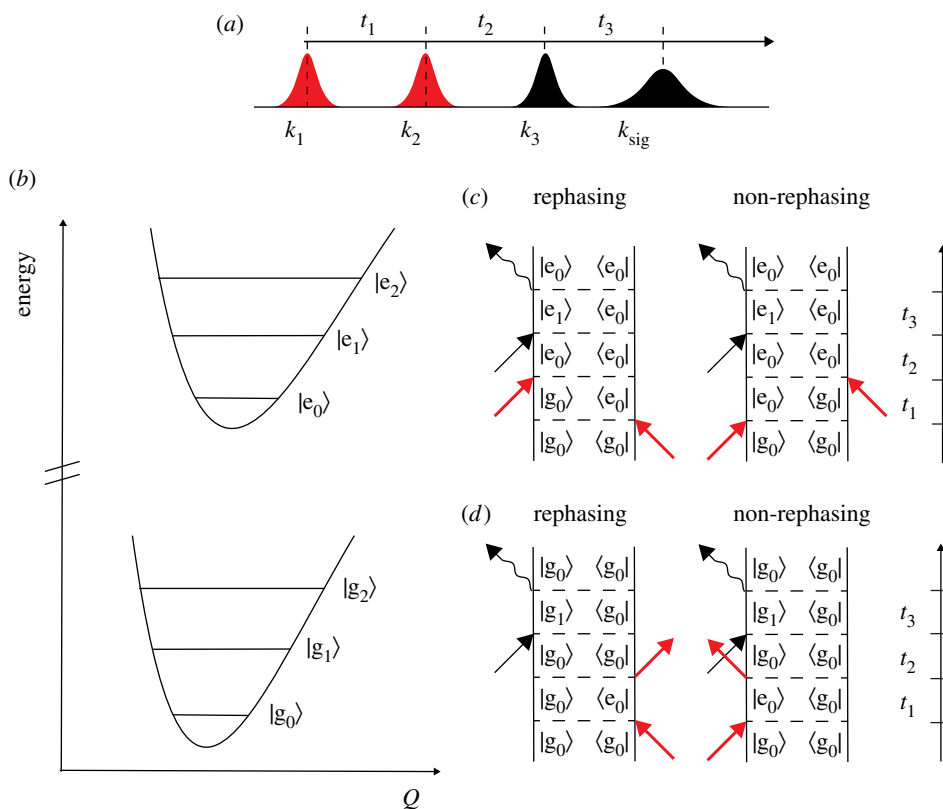 (a)
t1 t2 t3
k1 k2 k3 ksig
(b)
energy
|e2⟩
|e1⟩
|e0⟩
|g2⟩
|g1⟩
|g0⟩
Q
(c)
rephasing non-rephasing
|e0⟩ ⟨e0| |e0⟩ ⟨e0|
|e1⟩ ⟨e0| |e1⟩ ⟨e0| t3
|e0⟩ ⟨e0| |e0⟩ ⟨e0| t2
|g0⟩ ⟨e0| |e0⟩ ⟨g0| t1
|g0⟩ ⟨g0| |g0⟩ ⟨g0|
(d)
rephasing non-rephasing
|g0⟩ ⟨g0| |g0⟩ ⟨g0|
|g1⟩ ⟨g0| |g1⟩ ⟨g0| t3
|g0⟩ ⟨g0| |g0⟩ ⟨g0| t2
|g0⟩ ⟨e0| |e0⟩ ⟨g0| t1
|g0⟩ ⟨g0| |g0⟩ ⟨g0|